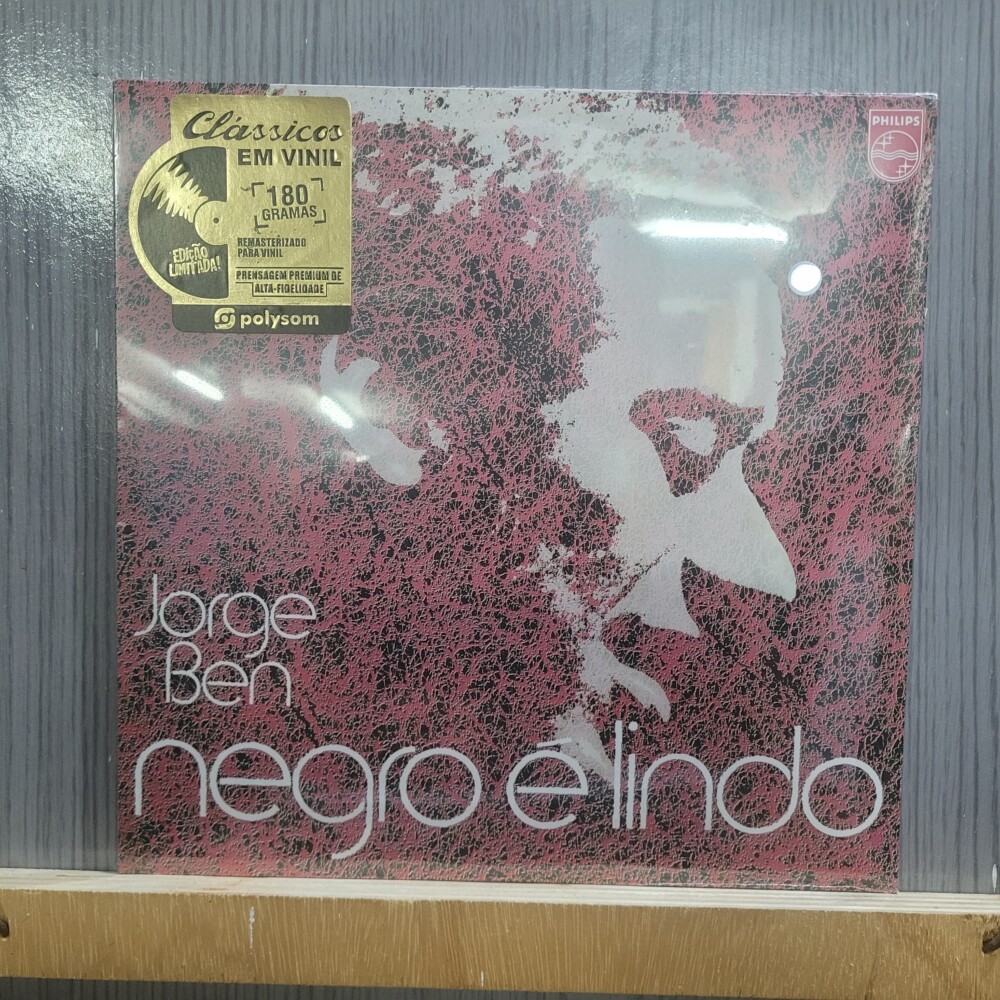 Clássicos
EM VINIL
180
GRAMAS
EDIÇÃO
LIMITADA!
REMASTERIZADO
PARA VINIL
PRENSAGEM PREMIUM DE
ALTA-FIDELIDADE
polysom
PHILIPS
Jorge
Ben
negro é lindo